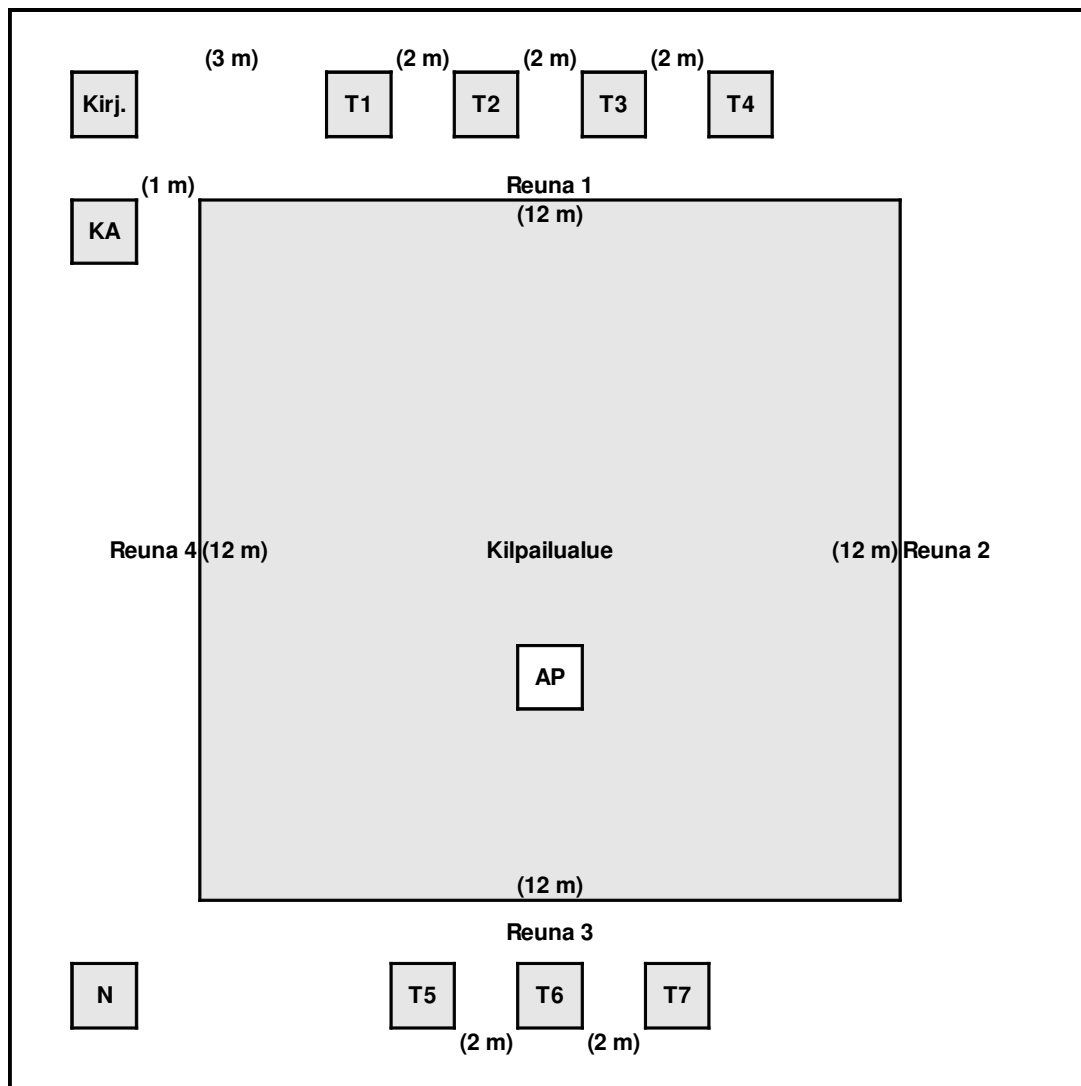 (3 m) (2 m) (2 m) (2 m)
Kirj. T1 T2 T3 T4
(1 m) Reuna 1
(12 m)
KA
Reuna 4 (12 m) Kilpailualue (12 m) Reuna 2
AP
(12 m)
Reuna 3
N T5 T6 T7
(2 m) (2 m)